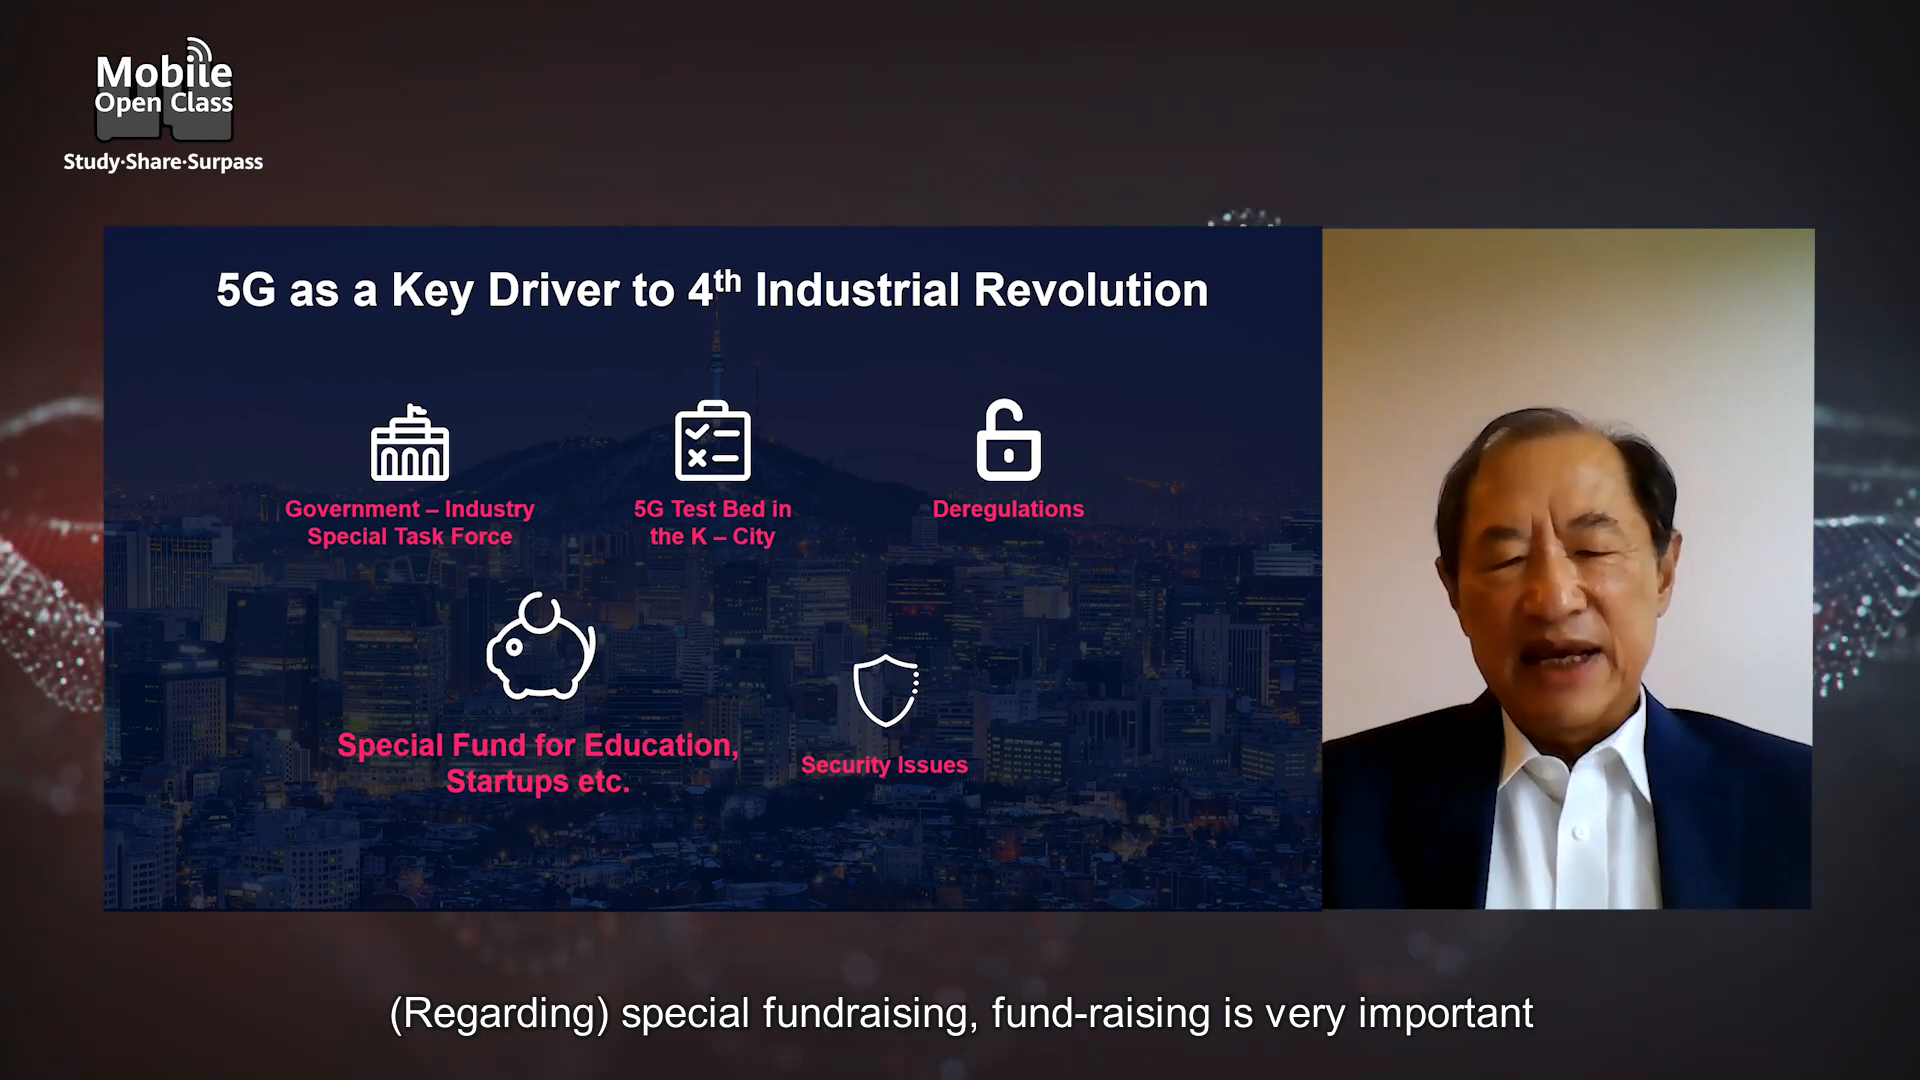 Mobile
Open Class
Study·Share·Surpass
5G as a Key Driver to 4th Industrial Revolution
Government – Industry
Special Task Force
5G Test Bed in
the K – City
Deregulations
Special Fund for Education,
Startups etc.
Security Issues
(Regarding) special fundraising, fund-raising is very important